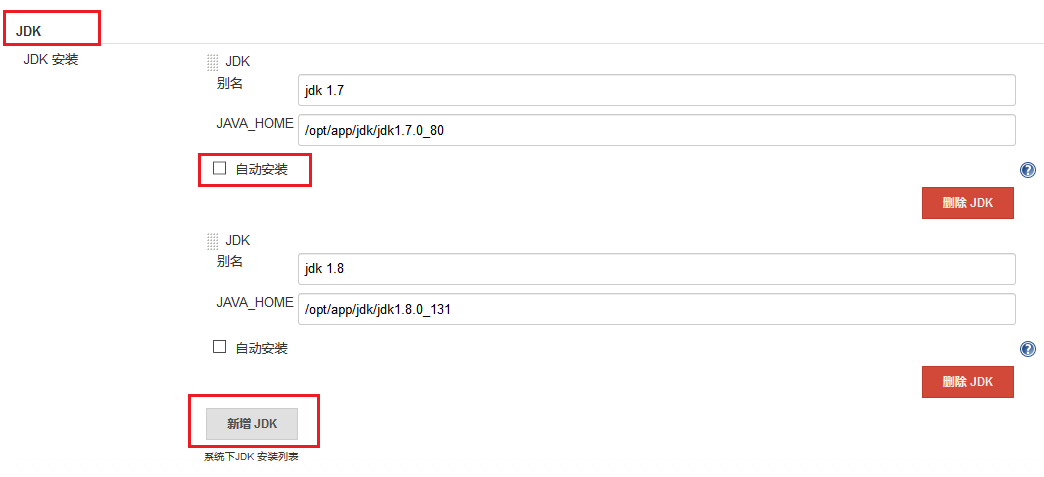 JDK
JDK 安装
JDK
别名
jdk 1.7
JAVA_HOME
/opt/app/jdk/jdk1.7.0_80
自动安装
?
删除 JDK
JDK
别名
jdk 1.8
JAVA_HOME
/opt/app/jdk/jdk1.8.0_131
自动安装
?
删除 JDK
新增 JDK
系统下JDK 安装列表